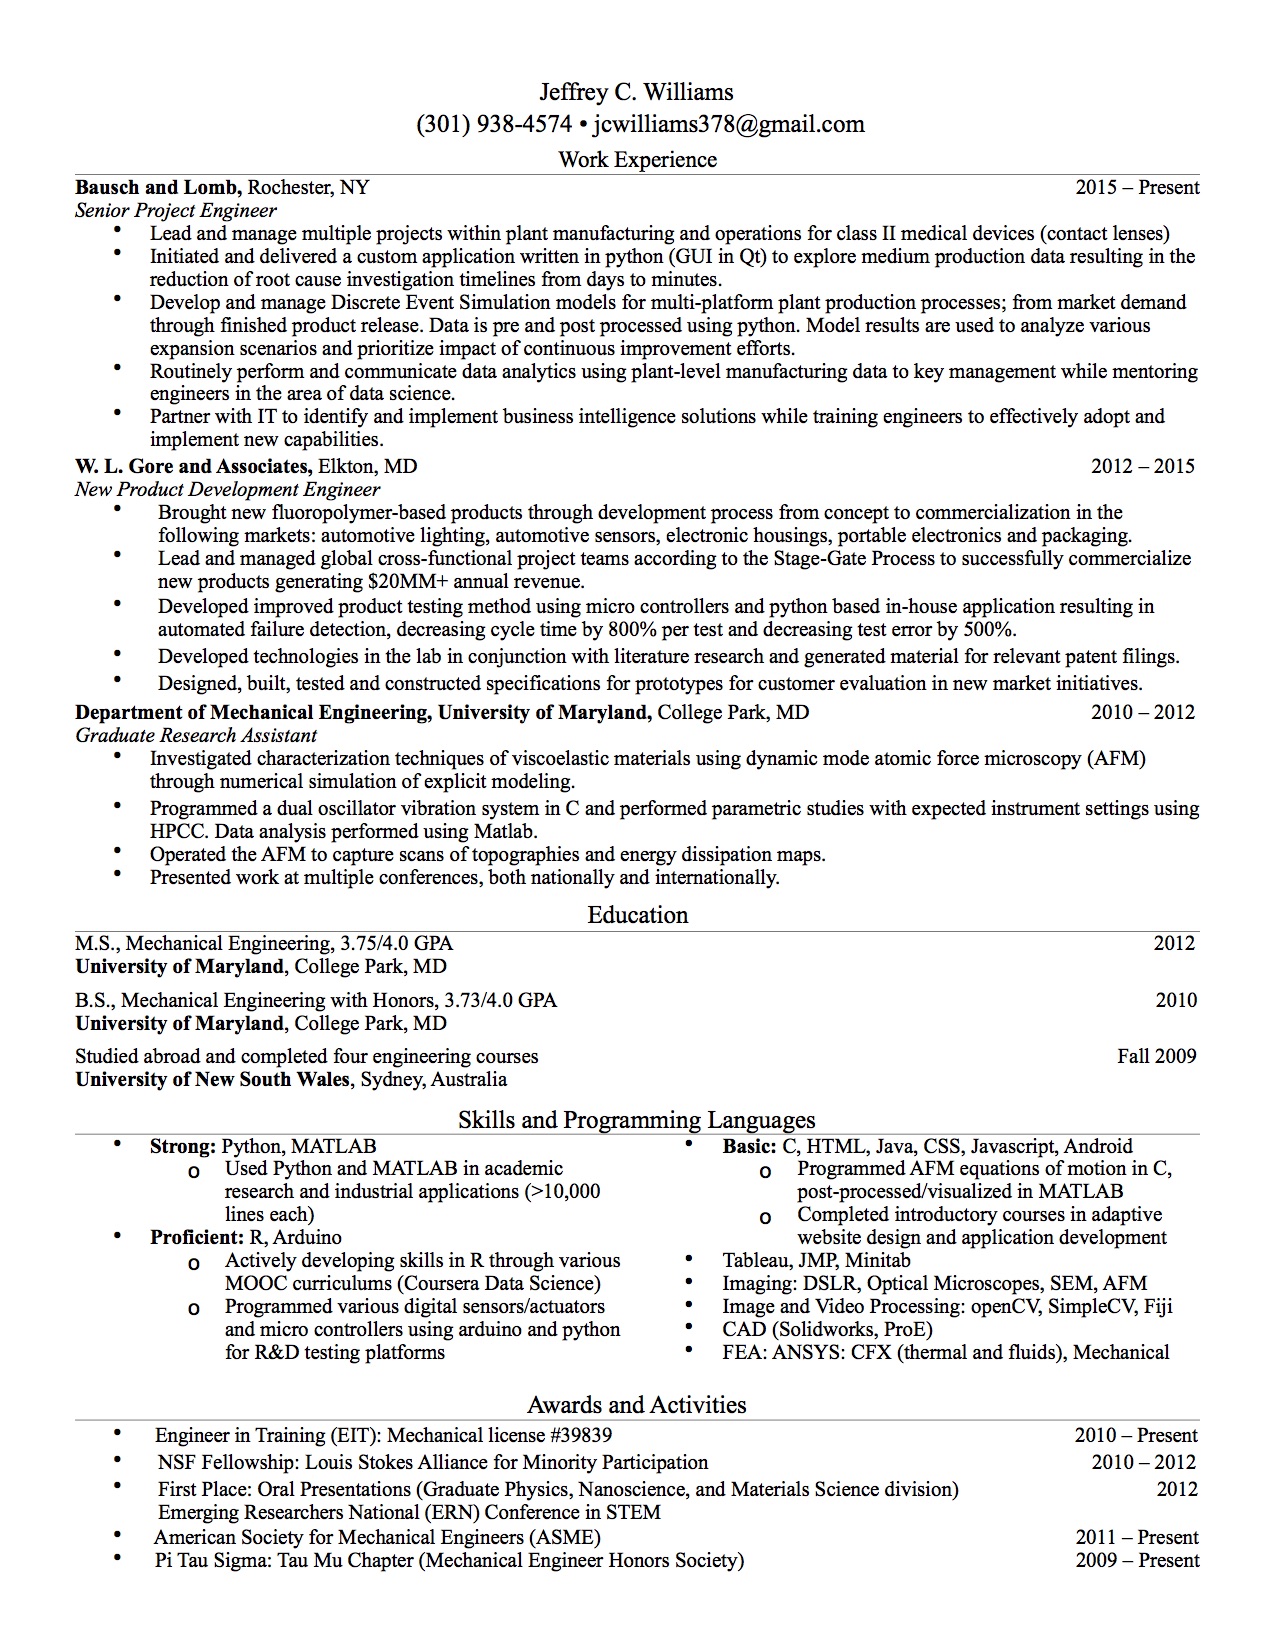 Jeffrey C. Williams
(301) 938-4574 • jcwilliams378@gmail.com
Work Experience
Bausch and Lomb, Rochester, NY 2015 – Present
Senior Project Engineer
• Lead and manage multiple projects within plant manufacturing and operations for class II medical devices (contact lenses)
• Initiated and delivered a custom application written in python (GUI in Qt) to explore medium production data resulting in the
reduction of root cause investigation timelines from days to minutes.
• Develop and manage Discrete Event Simulation models for multi-platform plant production processes; from market demand
through finished product release. Data is pre and post processed using python. Model results are used to analyze various
expansion scenarios and prioritize impact of continuous improvement efforts.
• Routinely perform and communicate data analytics using plant-level manufacturing data to key management while mentoring
engineers in the area of data science.
• Partner with IT to identify and implement business intelligence solutions while training engineers to effectively adopt and
implement new capabilities.
W. L. Gore and Associates, Elkton, MD 2012 – 2015
New Product Development Engineer
• Brought new fluoropolymer-based products through development process from concept to commercialization in the
following markets: automotive lighting, automotive sensors, electronic housings, portable electronics and packaging.
• Lead and managed global cross-functional project teams according to the Stage-Gate Process to successfully commercialize
new products generating $20MM+ annual revenue.
• Developed improved product testing method using micro controllers and python based in-house application resulting in
automated failure detection, decreasing cycle time by 800% per test and decreasing test error by 500%.
• Developed technologies in the lab in conjunction with literature research and generated material for relevant patent filings.
• Designed, built, tested and constructed specifications for prototypes for customer evaluation in new market initiatives.
Department of Mechanical Engineering, University of Maryland, College Park, MD 2010 – 2012
Graduate Research Assistant
• Investigated characterization techniques of viscoelastic materials using dynamic mode atomic force microscopy (AFM)
through numerical simulation of explicit modeling.
• Programmed a dual oscillator vibration system in C and performed parametric studies with expected instrument settings using
HPCC. Data analysis performed using Matlab.
• Operated the AFM to capture scans of topographies and energy dissipation maps.
• Presented work at multiple conferences, both nationally and internationally.
Education
M.S., Mechanical Engineering, 3.75/4.0 GPA 2012
University of Maryland, College Park, MD
B.S., Mechanical Engineering with Honors, 3.73/4.0 GPA 2010
University of Maryland, College Park, MD
Studied abroad and completed four engineering courses Fall 2009
University of New South Wales, Sydney, Australia
Skills and Programming Languages
• Strong: Python, MATLAB
o Used Python and MATLAB in academic
research and industrial applications (>10,000
lines each)
• Proficient: R, Arduino
o Actively developing skills in R through various
MOOC curriculums (Coursera Data Science)
o Programmed various digital sensors/actuators
and micro controllers using arduino and python
for R&D testing platforms
• Basic: C, HTML, Java, CSS, Javascript, Android
o Programmed AFM equations of motion in C,
post-processed/visualized in MATLAB
o Completed introductory courses in adaptive
website design and application development
• Tableau, JMP, Minitab
• Imaging: DSLR, Optical Microscopes, SEM, AFM
• Image and Video Processing: openCV, SimpleCV, Fiji
• CAD (Solidworks, ProE)
• FEA: ANSYS: CFX (thermal and fluids), Mechanical
Awards and Activities
• Engineer in Training (EIT): Mechanical license #39839 2010 – Present
• NSF Fellowship: Louis Stokes Alliance for Minority Participation 2010 – 2012
• First Place: Oral Presentations (Graduate Physics, Nanoscience, and Materials Science division) 2012
Emerging Researchers National (ERN) Conference in STEM
• American Society for Mechanical Engineers (ASME) 2011 – Present
• Pi Tau Sigma: Tau Mu Chapter (Mechanical Engineer Honors Society) 2009 – Present